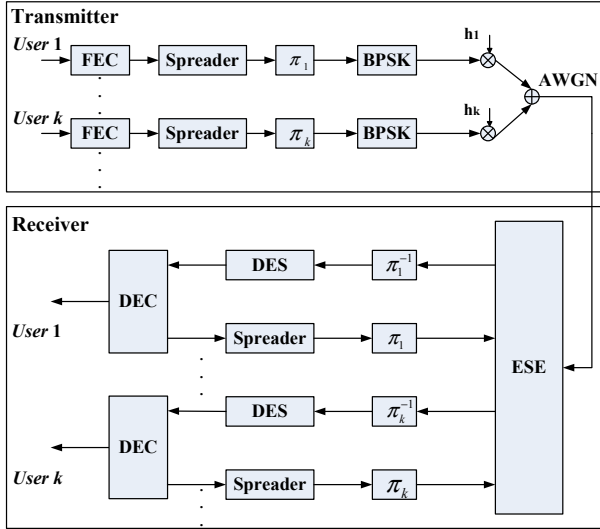 Transmitter
User 1
FEC
Spreader
π₁
BPSK
h1
AWGN
User k
FEC
Spreader
πₖ
BPSK
hk
Receiver
DES
π₁⁻¹
DEC
User 1
Spreader
π₁
ESE
DES
πₖ⁻¹
DEC
User k
Spreader
πₖ